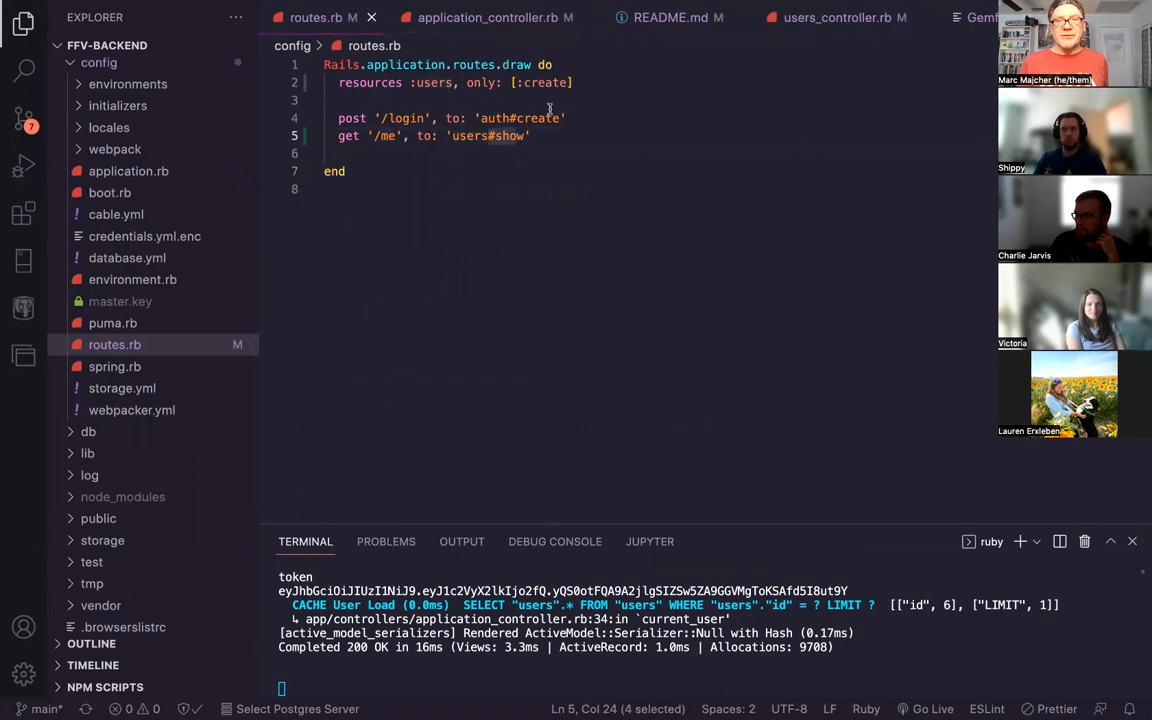 EXPLORER
FFV-BACKEND
config
environments
initializers
locales
webpack
application.rb
boot.rb
cable.yml
credentials.yml.enc
database.yml
environment.rb
master.key
puma.rb
routes.rb M
spring.rb
storage.yml
webpacker.yml
db
lib
log
node_modules
public
storage
test
tmp
vendor
.browserslistrc
OUTLINE
TIMELINE
NPM SCRIPTS
7
routes.rb M
application_controller.rb M
README.md M
users_controller.rb M
Gemf
config > routes.rb
1 Rails.application.routes.draw do
2 resources :users, only: [:create]
3
4 post '/login', to: 'auth#create'
5 get '/me', to: 'users#show'
6
7 end
8
Marc Majcher (he/them)
Shippy
Charlie Jarvis
Victoria
Lauren Erxleben
TERMINAL PROBLEMS OUTPUT DEBUG CONSOLE JUPYTER
ruby
token
eyJhbGciOiJIUzI1NiJ9.eyJ1c2VyX2lkIjo2fQ.yQS0otFQA9A2jlgSIZSw5ZA9GGVMgToKSAfd5I8ut9Y
CACHE User Load (0.0ms) SELECT "users".* FROM "users" WHERE "users"."id" = ? LIMIT ? [["id", 6], ["LIMIT", 1]]
↳ app/controllers/application_controller.rb:34:in `current_user'
[active_model_serializers] Rendered ActiveModel::Serializer::Null with Hash (0.17ms)
Completed 200 OK in 16ms (Views: 3.3ms | ActiveRecord: 1.0ms | Allocations: 9708)
main* 0 0 Select Postgres Server
Ln 5, Col 24 (4 selected) Spaces: 2 UTF-8 LF Ruby Go Live ESLint Prettier